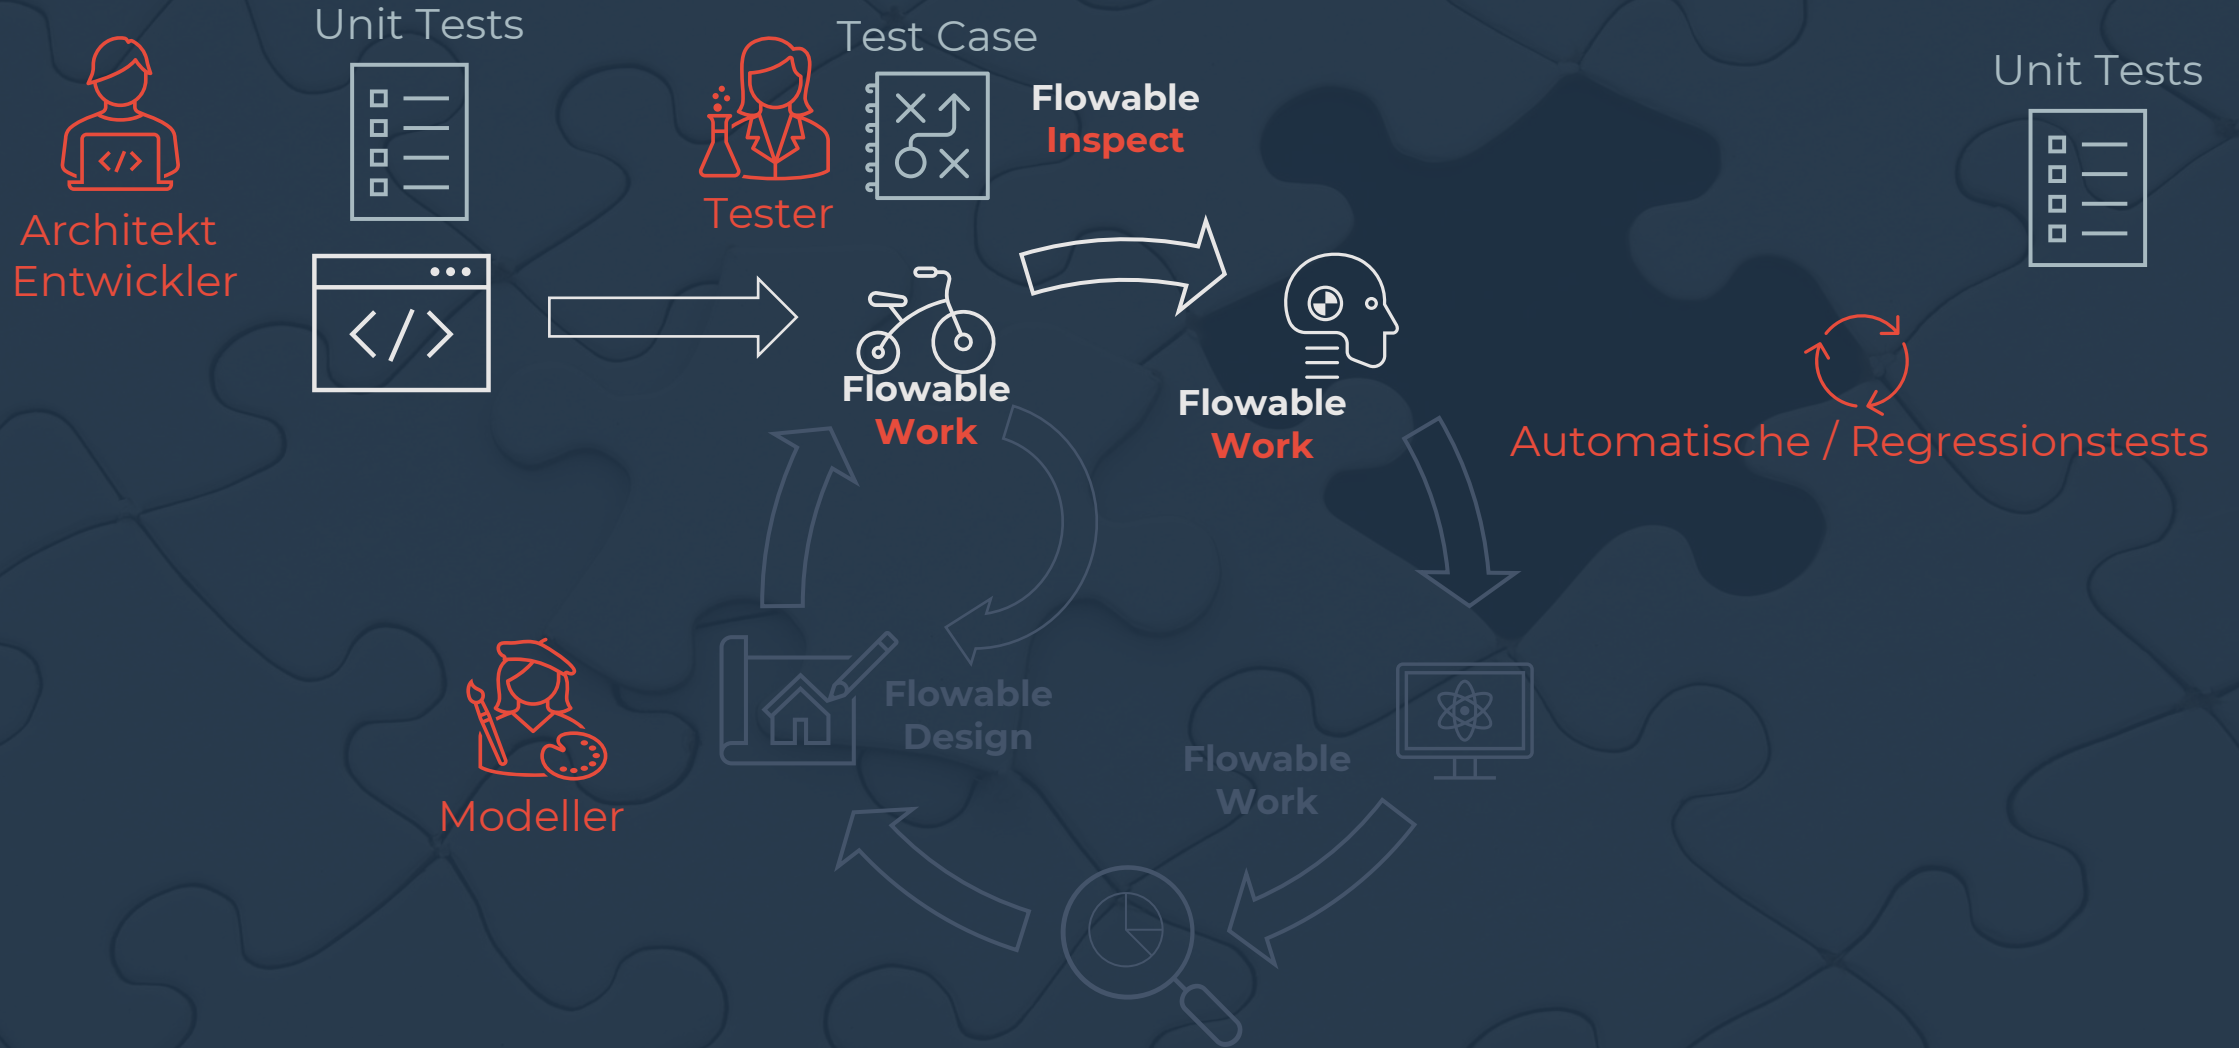 Unit Tests
Architekt
Entwickler
</>
</>
Test Case
Tester
Flowable
Inspect
Unit Tests
Flowable
Work
Flowable
Work
Automatische / Regressionstests
Modeller
Flowable
Design
Flowable
Work